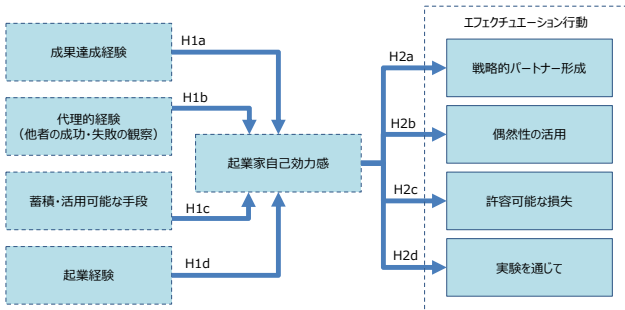 エフェクチュエーション行動
成果達成経験
H1a
代理的経験
(他者の成功・失敗の観察)
H1b
蓄積・活用可能な手段
H1c
起業経験
H1d
起業家自己効力感
H2a
戦略的パートナー形成
H2b
偶然性の活用
H2c
許容可能な損失
H2d
実験を通じて